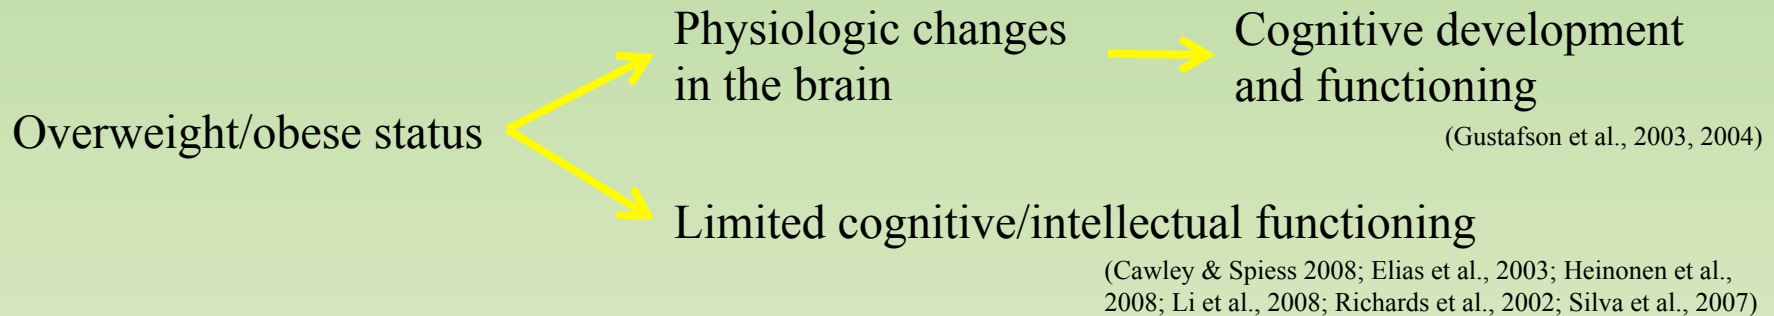 Overweight/obese status
Physiologic changes
in the brain
Cognitive development
and functioning
(Gustafson et al., 2003, 2004)
Limited cognitive/intellectual functioning
(Cawley & Spiess 2008; Elias et al., 2003; Heinonen et al.,
2008; Li et al., 2008; Richards et al., 2002; Silva et al., 2007)